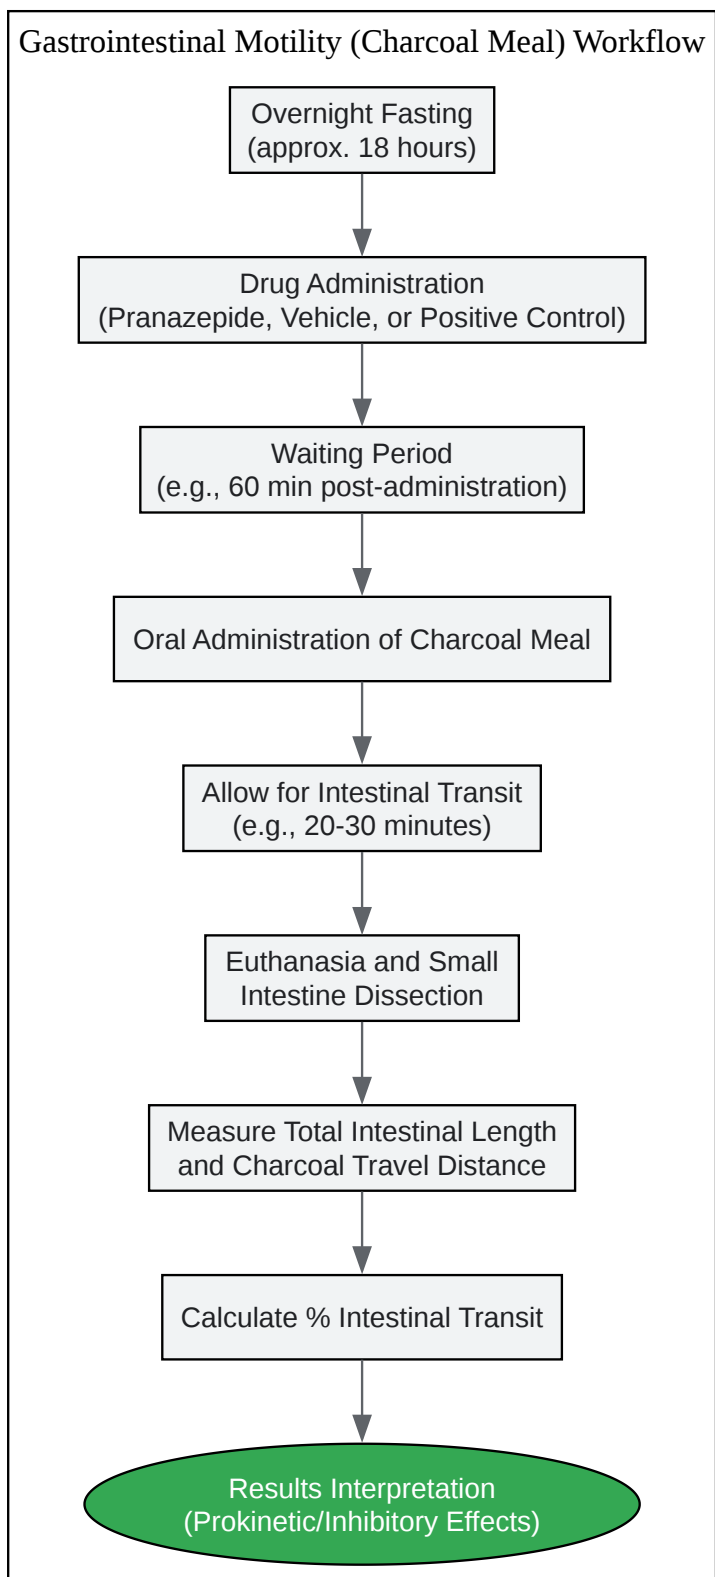 Gastrointestinal Motility (Charcoal Meal) Workflow
Overnight Fasting
(approx. 18 hours)
Drug Administration
(Pranazepide, Vehicle, or Positive Control)
Waiting Period
(e.g., 60 min post-administration)
Oral Administration of Charcoal Meal
Allow for Intestinal Transit
(e.g., 20-30 minutes)
Euthanasia and Small
Intestine Dissection
Measure Total Intestinal Length
and Charcoal Travel Distance
Calculate % Intestinal Transit
Results Interpretation
(Prokinetic/Inhibitory Effects)